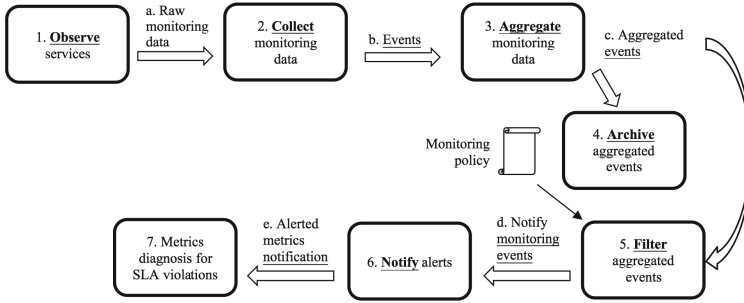 1. Observe
services
a. Raw
monitoring
data
2. Collect
monitoring
data
b. Events
3. Aggregate
monitoring
data
c. Aggregated
events
4. Archive
aggregated
events
Monitoring
policy
5. Filter
aggregated
events
d. Notify
monitoring
events
6. Notify alerts
e. Alerted
metrics
notification
7. Metrics
diagnosis for
SLA violations